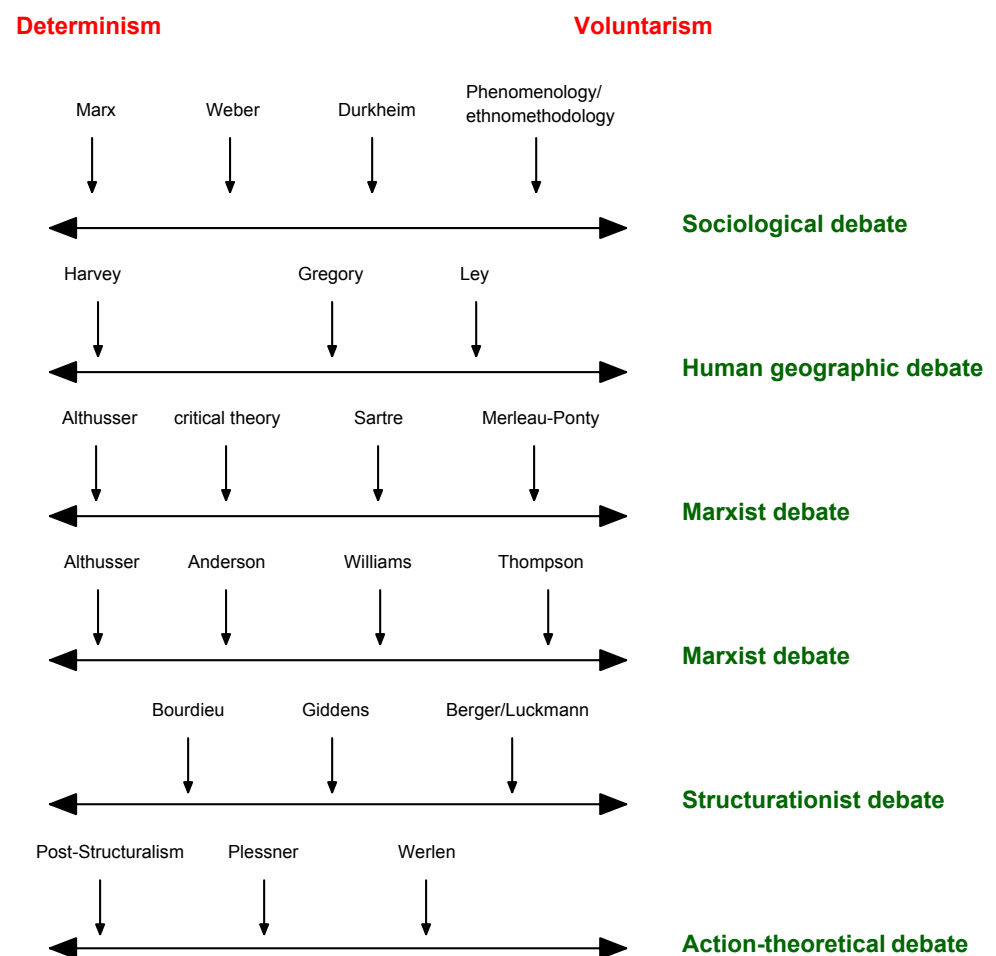 Determinism Voluntarism
Marx Weber Durkheim Phenomenology/
ethnomethodology
Sociological debate
Harvey Gregory Ley
Human geographic debate
Althusser critical theory Sartre Merleau-Ponty
Marxist debate
Althusser Anderson Williams Thompson
Marxist debate
Bourdieu Giddens Berger/Luckmann
Structurationist debate
Post-Structuralism Plessner Werlen
Action-theoretical debate